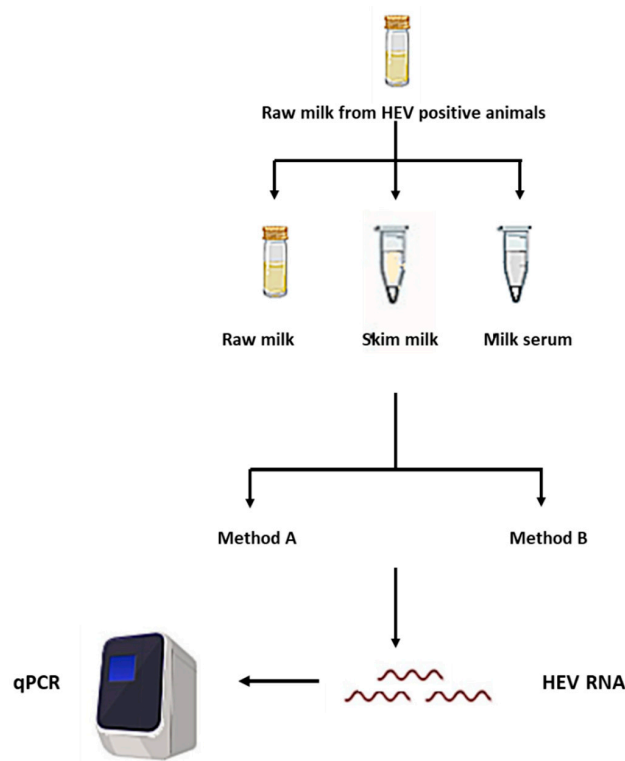 Raw milk from HEV positive animals
Raw milk
Skim milk
Milk serum
Method A
Method B
qPCR
HEV RNA